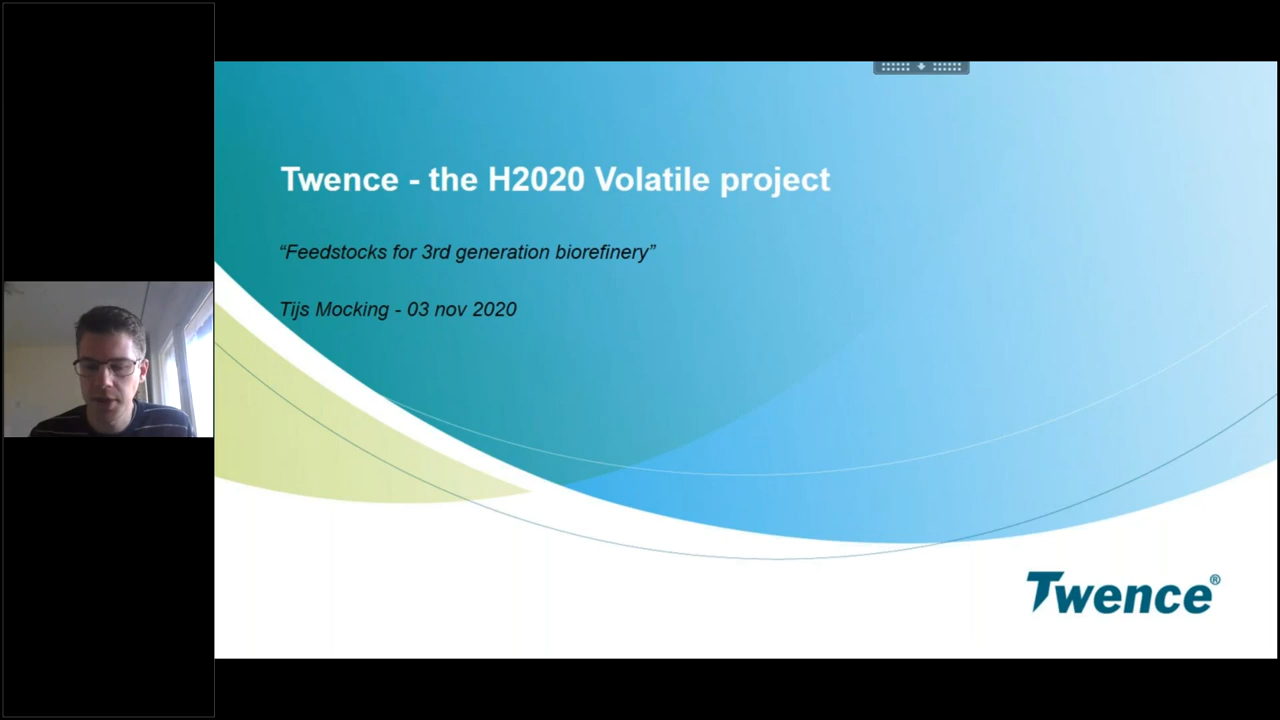 Twence - the H2020 Volatile project
“Feedstocks for 3rd generation biorefinery”
Tijs Mocking - 03 nov 2020
Twence®